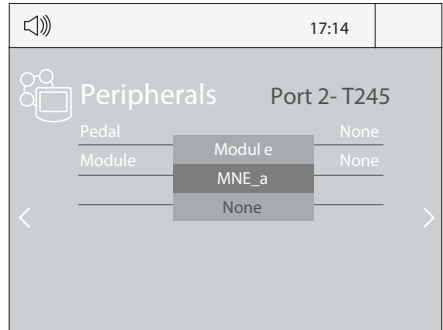 17:14
Peripherals Port 2- T245
Pedal None
Module None
Modul e
MNE_a
None